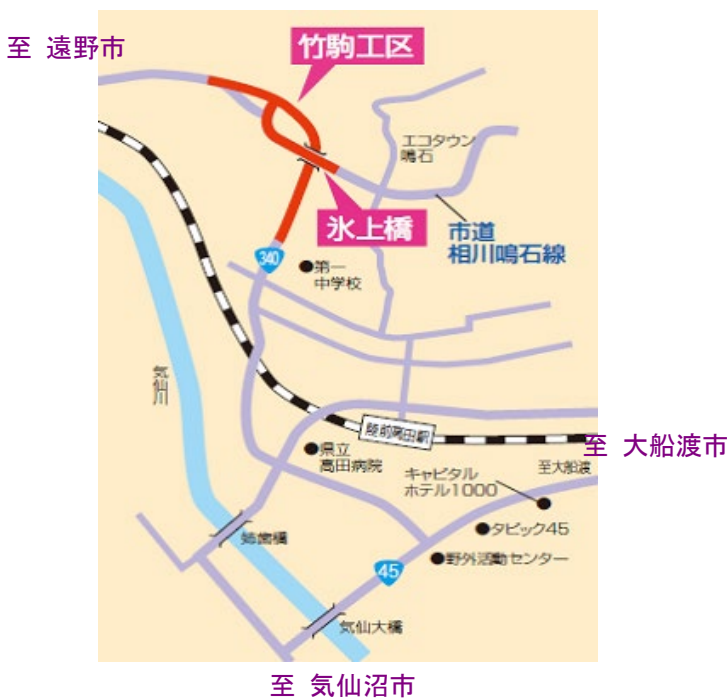 至 遠野市
竹駒工区
エコタウン
鳴石
氷上橋
市道
相川鳴石線
340
第一
中学校
気仙川
陸前高田駅
至 大船渡市
県立
高田病院
キャピタル
ホテル1000
至大船渡
タピック45
姉歯橋
野外活動センター
45
気仙大橋
至 気仙沼市